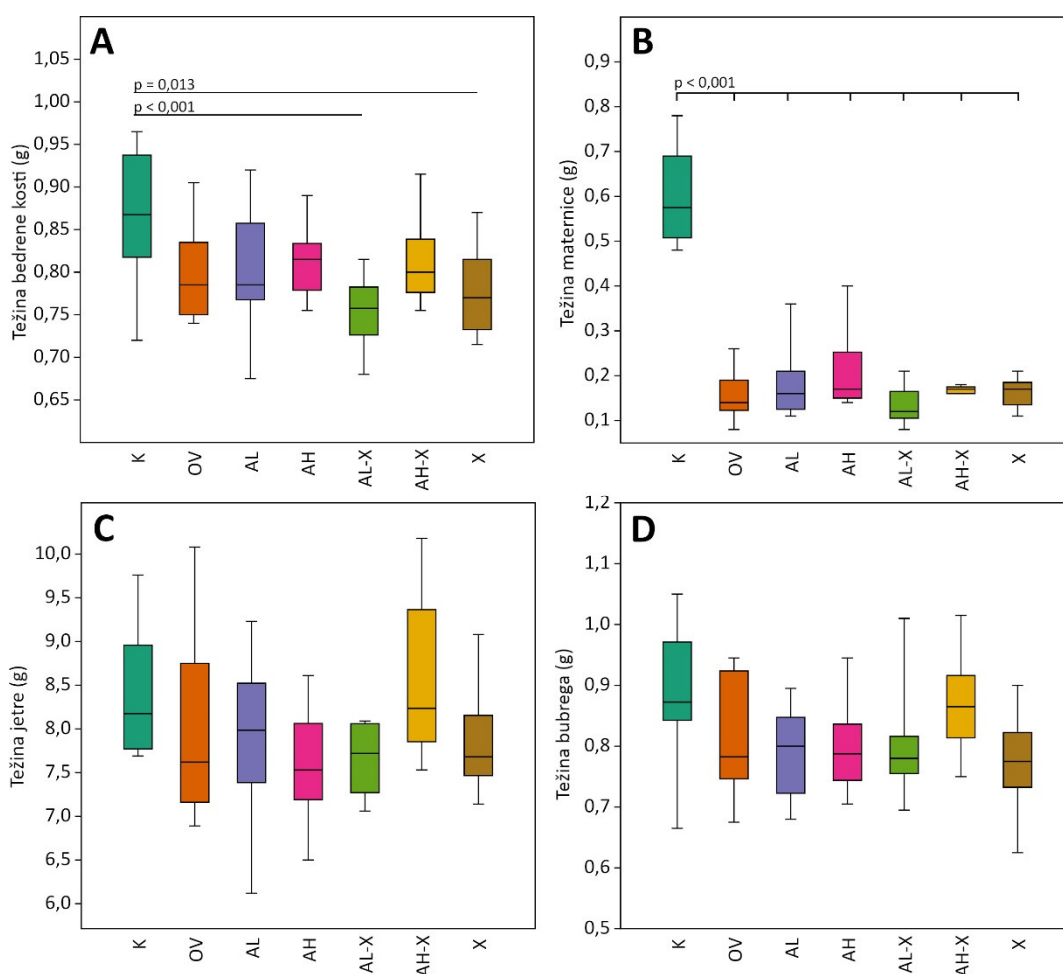 A
Težina bedrene kosti (g)
1,05
1,00
0,95
0,90
0,85
0,80
0,75
0,70
0,65
p = 0,013
p < 0,001
K
OV
AL
AH
AL-X
AH-X
X
B
Težina maternice (g)
0,9
0,8
0,7
0,6
0,5
0,4
0,3
0,2
0,1
p < 0,001
K
OV
AL
AH
AL-X
AH-X
X
C
Težina jetre (g)
10,0
9,5
9,0
8,5
8,0
7,5
7,0
6,5
6,0
K
OV
AL
AH
AL-X
AH-X
X
D
Težina bubrega (g)
1,2
1,1
1,0
0,9
0,8
0,7
0,6
0,5
K
OV
AL
AH
AL-X
AH-X
X